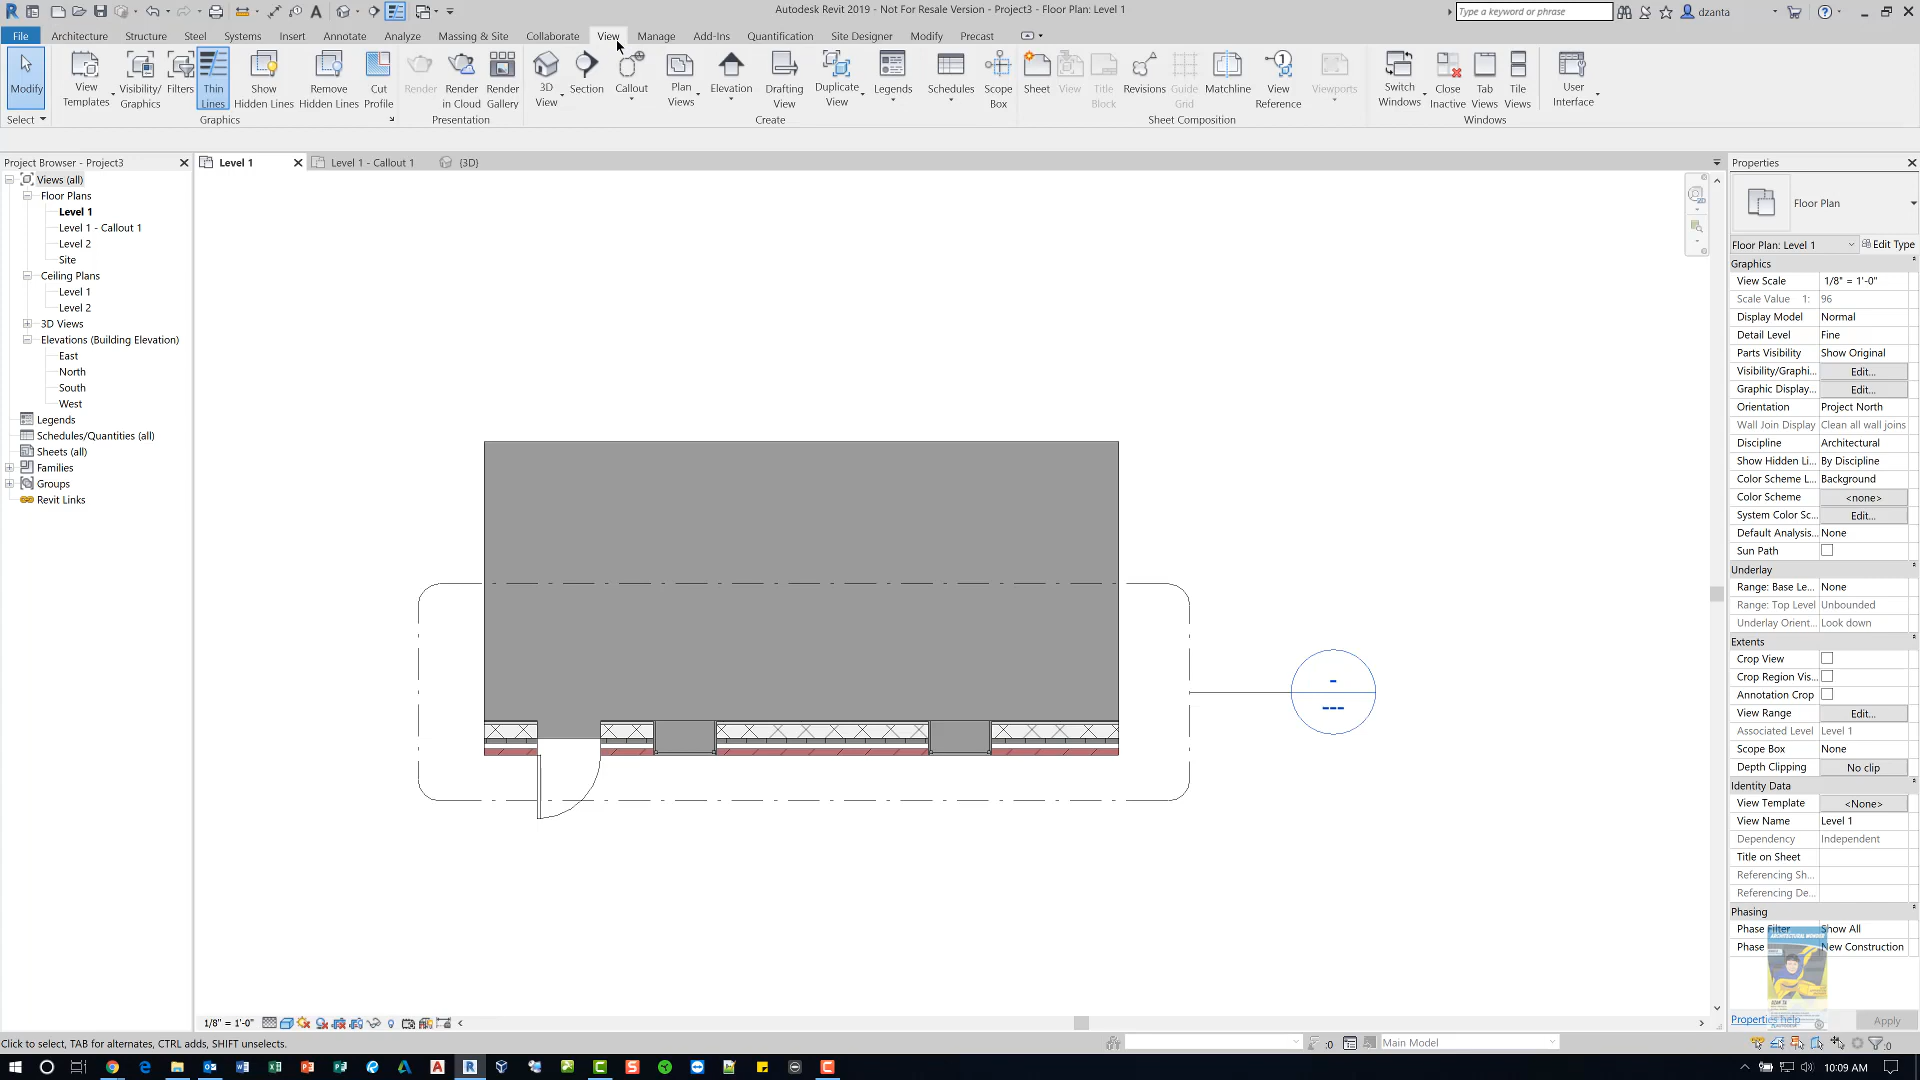 Autodesk Revit 2019 - Not For Resale Version - Project3 - Floor Plan: Level 1
Type a keyword or phrase
dzanta
File Architecture Structure Steel Systems Insert Annotate Analyze Massing & Site Collaborate View Manage Add-Ins Quantification Site Designer Modify Precast
Modify
View Templates
Visibility/ Graphics
Filters
Thin Lines
Show Hidden Lines
Remove Hidden Lines
Cut Profile
Render
Render in Cloud
Render Gallery
3D View
Section
Callout
Plan Views
Elevation
Drafting View
Duplicate View
Legends
Schedules
Scope Box
Sheet
View
Title Block
Revisions
Guide Grid
Matchline
View Reference
Viewports
Switch Windows
Close Inactive
Tab Views
Tile Views
User Interface
Select
Graphics
Presentation
Create
Sheet Composition
Windows
Project Browser - Project3
Level 1
Level 1 - Callout 1
{3D}
Views (all)
Floor Plans
Level 1
Level 1 - Callout 1
Level 2
Site
Ceiling Plans
Level 1
Level 2
3D Views
Elevations (Building Elevation)
East
North
South
West
Legends
Schedules/Quantities (all)
Sheets (all)
Families
Groups
Revit Links
-
---
Properties
Floor Plan
Floor Plan: Level 1 Edit Type
Graphics
View Scale 1/8" = 1'-0"
Scale Value 1: 96
Display Model Normal
Detail Level Fine
Parts Visibility Show Original
Visibility/Graphi... Edit...
Graphic Display... Edit...
Orientation Project North
Wall Join Display Clean all wall joins
Discipline Architectural
Show Hidden Li... By Discipline
Color Scheme L... Background
Color Scheme <none>
System Color Sc... Edit...
Default Analysis... None
Sun Path
Underlay
Range: Base Le... None
Range: Top Level Unbounded
Underlay Orient... Look down
Extents
Crop View
Crop Region Vis...
Annotation Crop
View Range Edit...
Associated Level Level 1
Scope Box None
Depth Clipping No clip
Identity Data
View Template <None>
View Name Level 1
Dependency Independent
Title on Sheet
Referencing Sh...
Referencing De...
Phasing
Phase Filter Show All
Phase New Construction
ARCHITECTURAL WONDER
Properties help
Apply
1/8" = 1'-0"
Click to select, TAB for alternates, CTRL adds, SHIFT unselects.
:0
Main Model
:0
10:09 AM